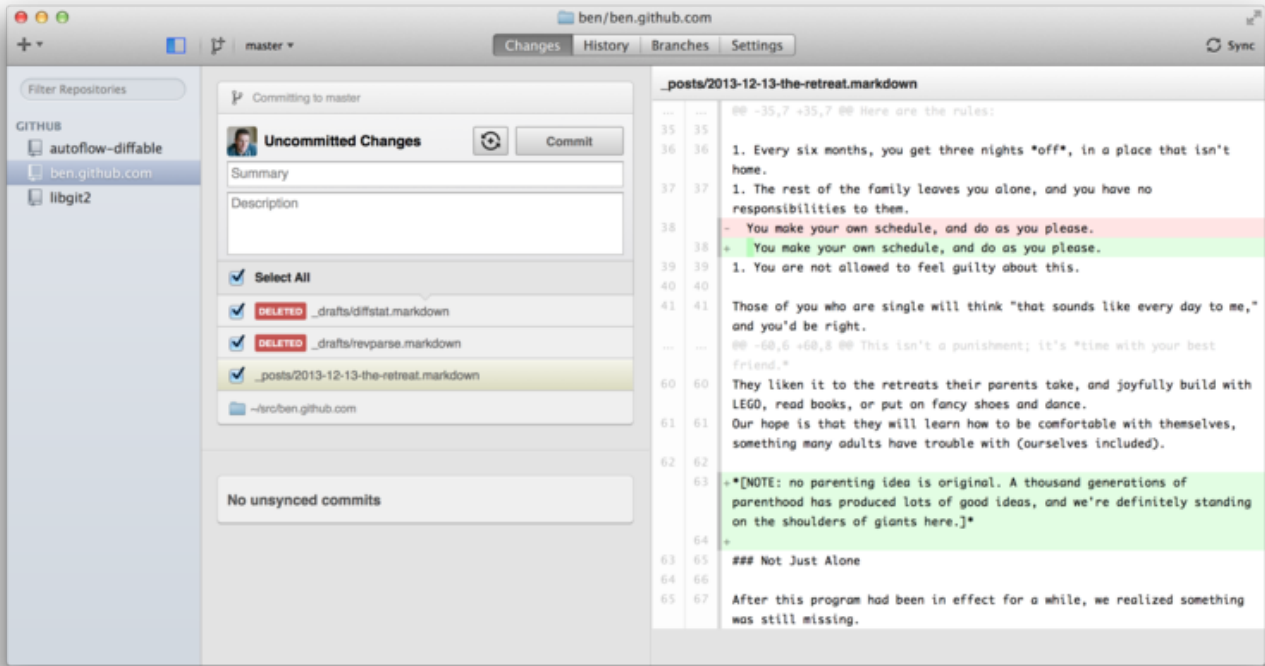 ben/ben.github.com
master
Changes History Branches Settings
Sync
Filter Repositories
GITHUB
autoflow-diffable
ben.github.com
libgit2
Committing to master
Uncommitted Changes
Commit
Summary
Description
Select All
DELETED _drafts/diffstat.markdown
DELETED _drafts/revparse.markdown
_posts/2013-12-13-the-retreat.markdown
~/src/ben.github.com
No unsynced commits
_posts/2013-12-13-the-retreat.markdown
... ... @@ -35,7 +35,7 @@ Here are the rules:
35 35
36 36 1. Every six months, you get three nights *off*, in a place that isn't
home.
37 37 1. The rest of the family leaves you alone, and you have no
responsibilities to them.
38 - You make your own schedule, and do as you please.
38 + You make your own schedule, and do as you please.
39 39 1. You are not allowed to feel guilty about this.
40 40
41 41 Those of you who are single will think "that sounds like every day to me,"
and you'd be right.
... ... @@ -60,6 +60,8 @@ This isn't a punishment; it's *time with your best
friend.*
60 60 They liken it to the retreats their parents take, and joyfully build with
LEGO, read books, or put on fancy shoes and dance.
61 61 Our hope is that they will learn how to be comfortable with themselves,
something many adults have trouble with (ourselves included).
62 62
63 +*[NOTE: no parenting idea is original. A thousand generations of
parenthood has produced lots of good ideas, and we're definitely standing
on the shoulders of giants here.]*
64 +
63 65 ### Not Just Alone
64 66
65 67 After this program had been in effect for a while, we realized something
was still missing.